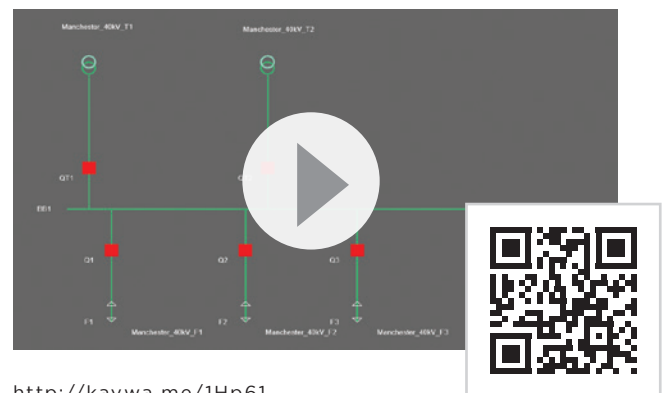 Manchester_40kV_T1
Manchester_40kV_T2
QT1
BB1
Q1
Q2
Q3
F1
F2
F3
Manchester_40kV_F1
Manchester_40kV_F2
Manchester_40kV_F3
http://kaywa.me/1Hp61